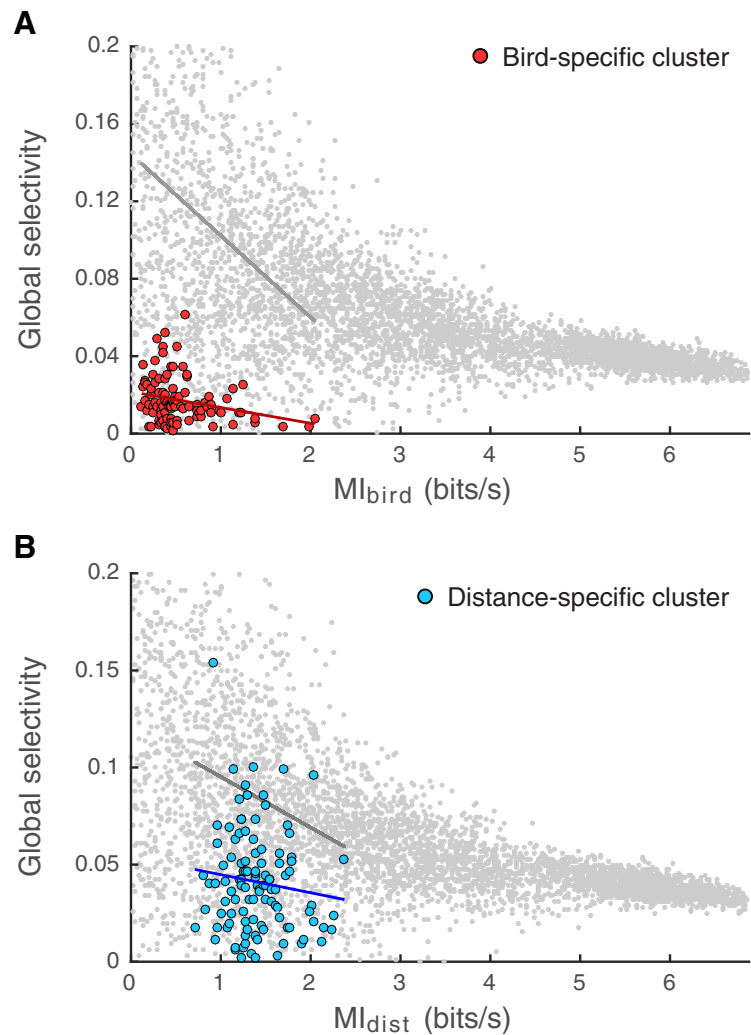 A
Bird-specific cluster
Global selectivity
0.2
0.16
0.12
0.08
0.04
0
0 1 2 3 4 5 6
MIbird (bits/s)
B
Distance-specific cluster
Global selectivity
0.2
0.15
0.1
0.05
0
0 1 2 3 4 5 6
MIdist (bits/s)